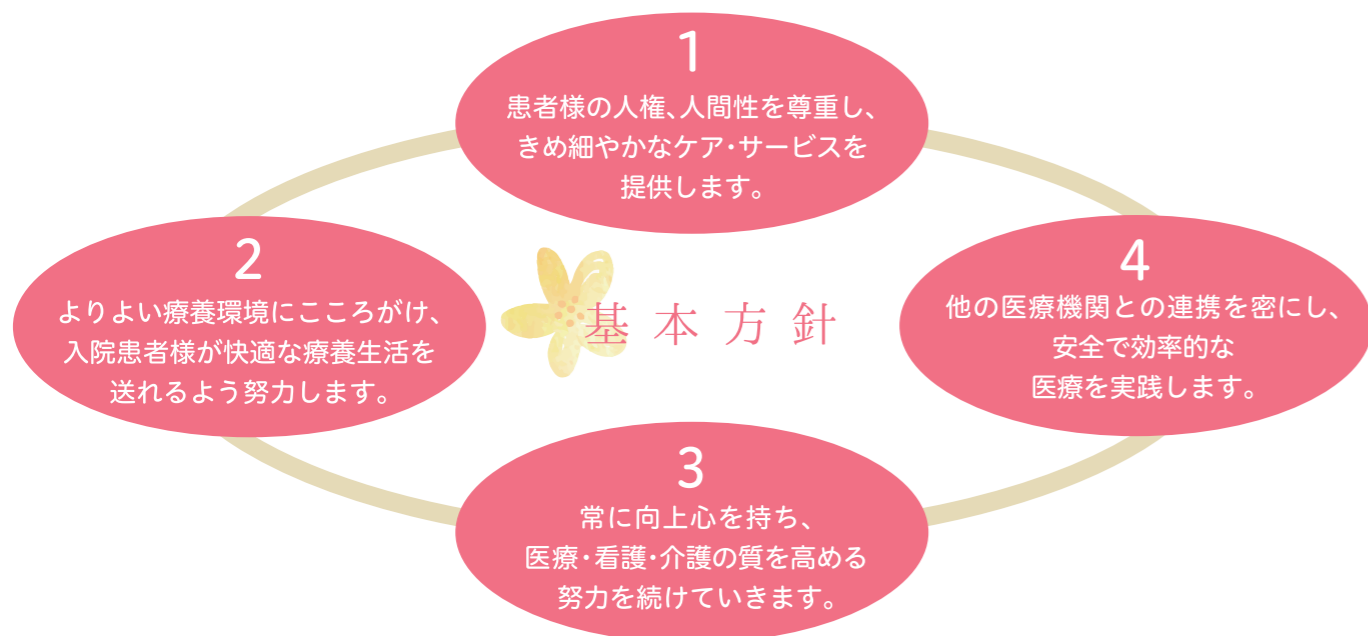 基本方針
1
患者様の人権、人間性を尊重し、
きめ細やかなケア・サービスを
提供します。
2
よりよい療養環境にこころがけ、
入院患者様が快適な療養生活を
送れるよう努力します。
3
常に向上心を持ち、
医療・看護・介護の質を高める
努力を続けていきます。
4
他の医療機関との連携を密にし、
安全で効率的な
医療を実践します。